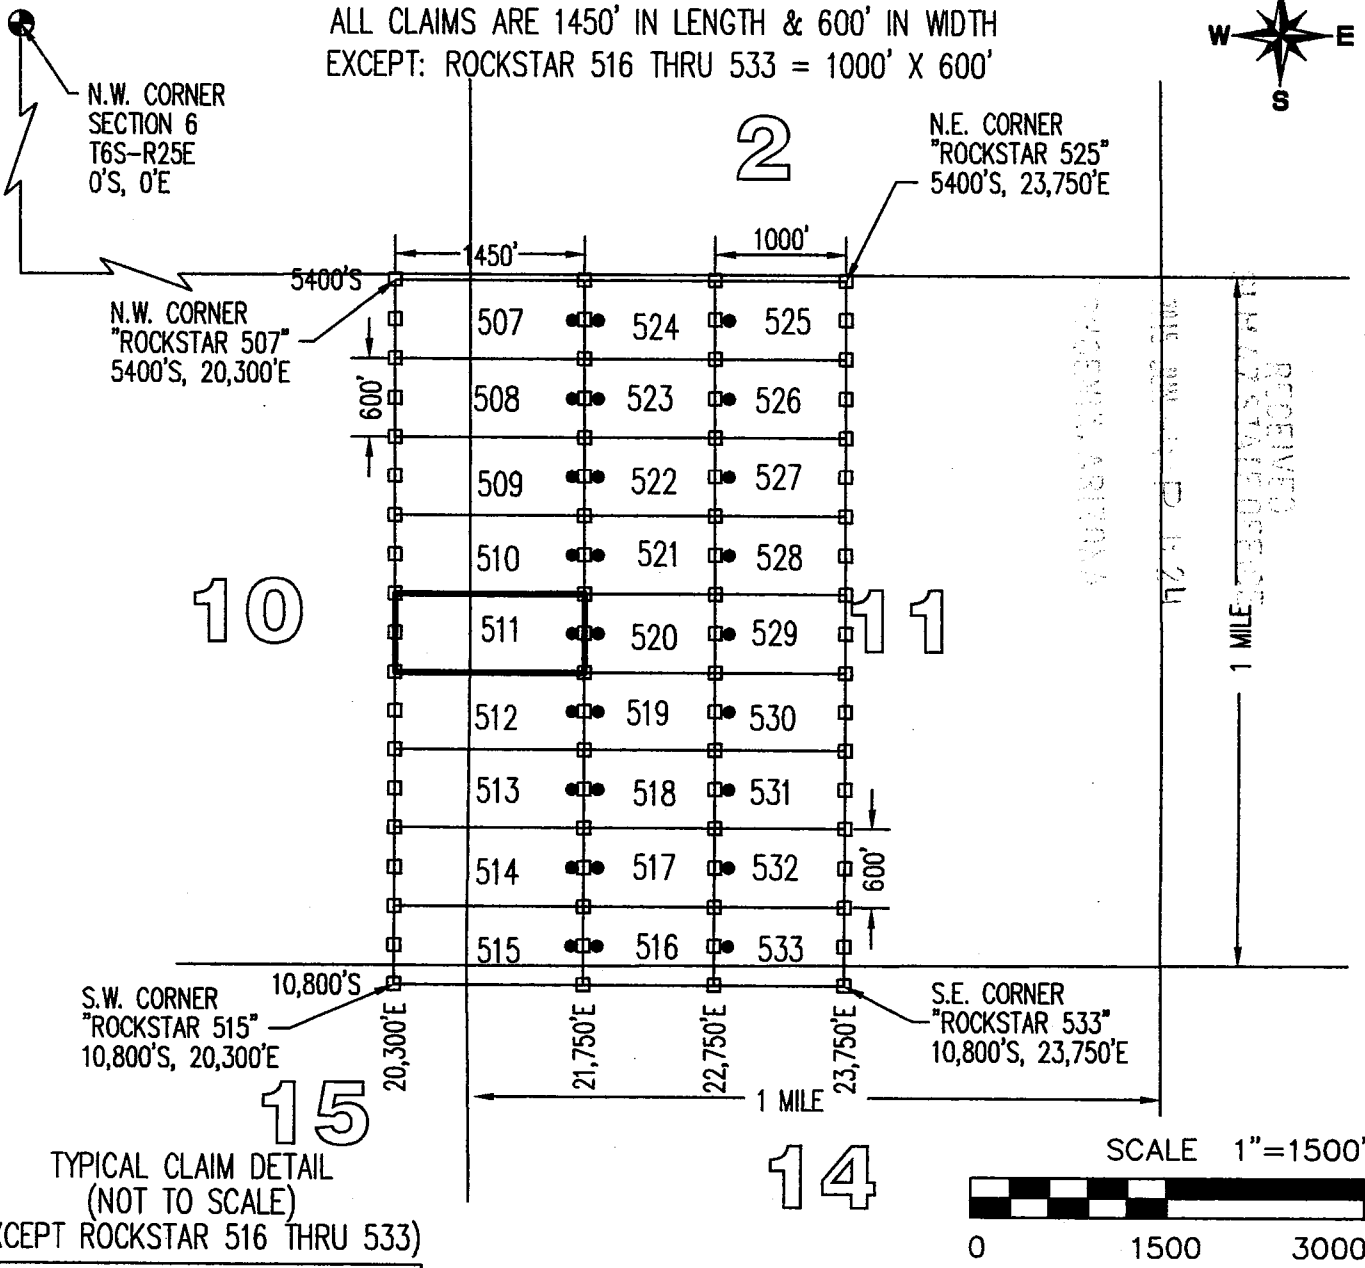 ALL CLAIMS ARE 1450' IN LENGTH & 600' IN WIDTH
EXCEPT: ROCKSTAR 516 THRU 533 = 1000' X 600'
W E
S
N.W. CORNER
SECTION 6
T6S-R25E
0'S, 0'E
2
N.E. CORNER
"ROCKSTAR 525"
5400'S, 23,750'E
1450'
1000'
5400'S
N.W. CORNER
"ROCKSTAR 507"
5400'S, 20,300'E
600'
507 524 525
508 523 526
509 522 527
510 521 528
10
511 520 529
11
512 519 530
513 518 531
514 517 532
515 516 533
600'
1 MILE
RECEIVED
10,800'S
S.W. CORNER
"ROCKSTAR 515"
10,800'S, 20,300'E
20,300'E
21,750'E
22,750'E
23,750'E
S.E. CORNER
"ROCKSTAR 533"
10,800'S, 23,750'E
1 MILE
15
14
TYPICAL CLAIM DETAIL
(NOT TO SCALE)
XCEPT ROCKSTAR 516 THRU 533)
SCALE 1"=1500'
0 1500 3000